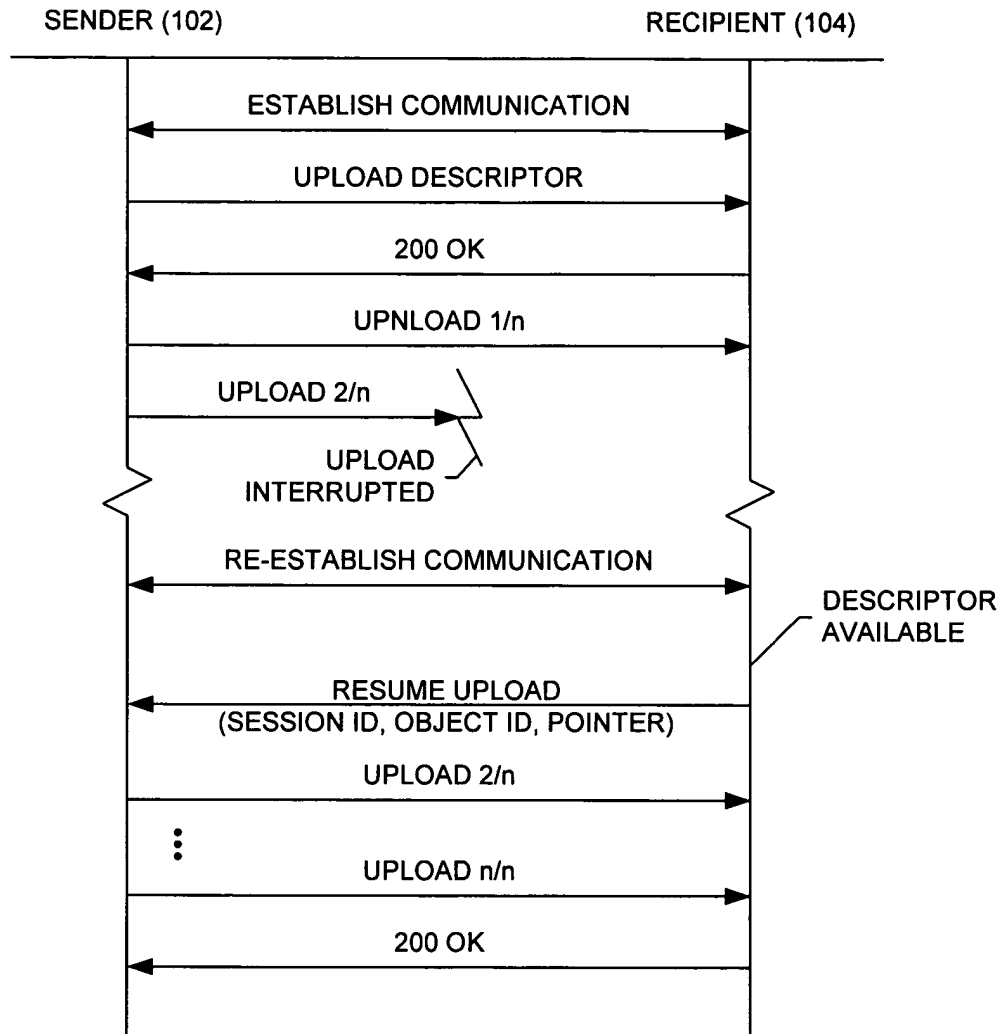 SENDER (102)
RECIPIENT (104)
ESTABLISH COMMUNICATION
UPLOAD DESCRIPTOR
200 OK
UPNLOAD 1/n
UPLOAD 2/n
UPLOAD
INTERRUPTED
RE-ESTABLISH COMMUNICATION
DESCRIPTOR
AVAILABLE
RESUME UPLOAD
(SESSION ID, OBJECT ID, POINTER)
UPLOAD 2/n
UPLOAD n/n
200 OK